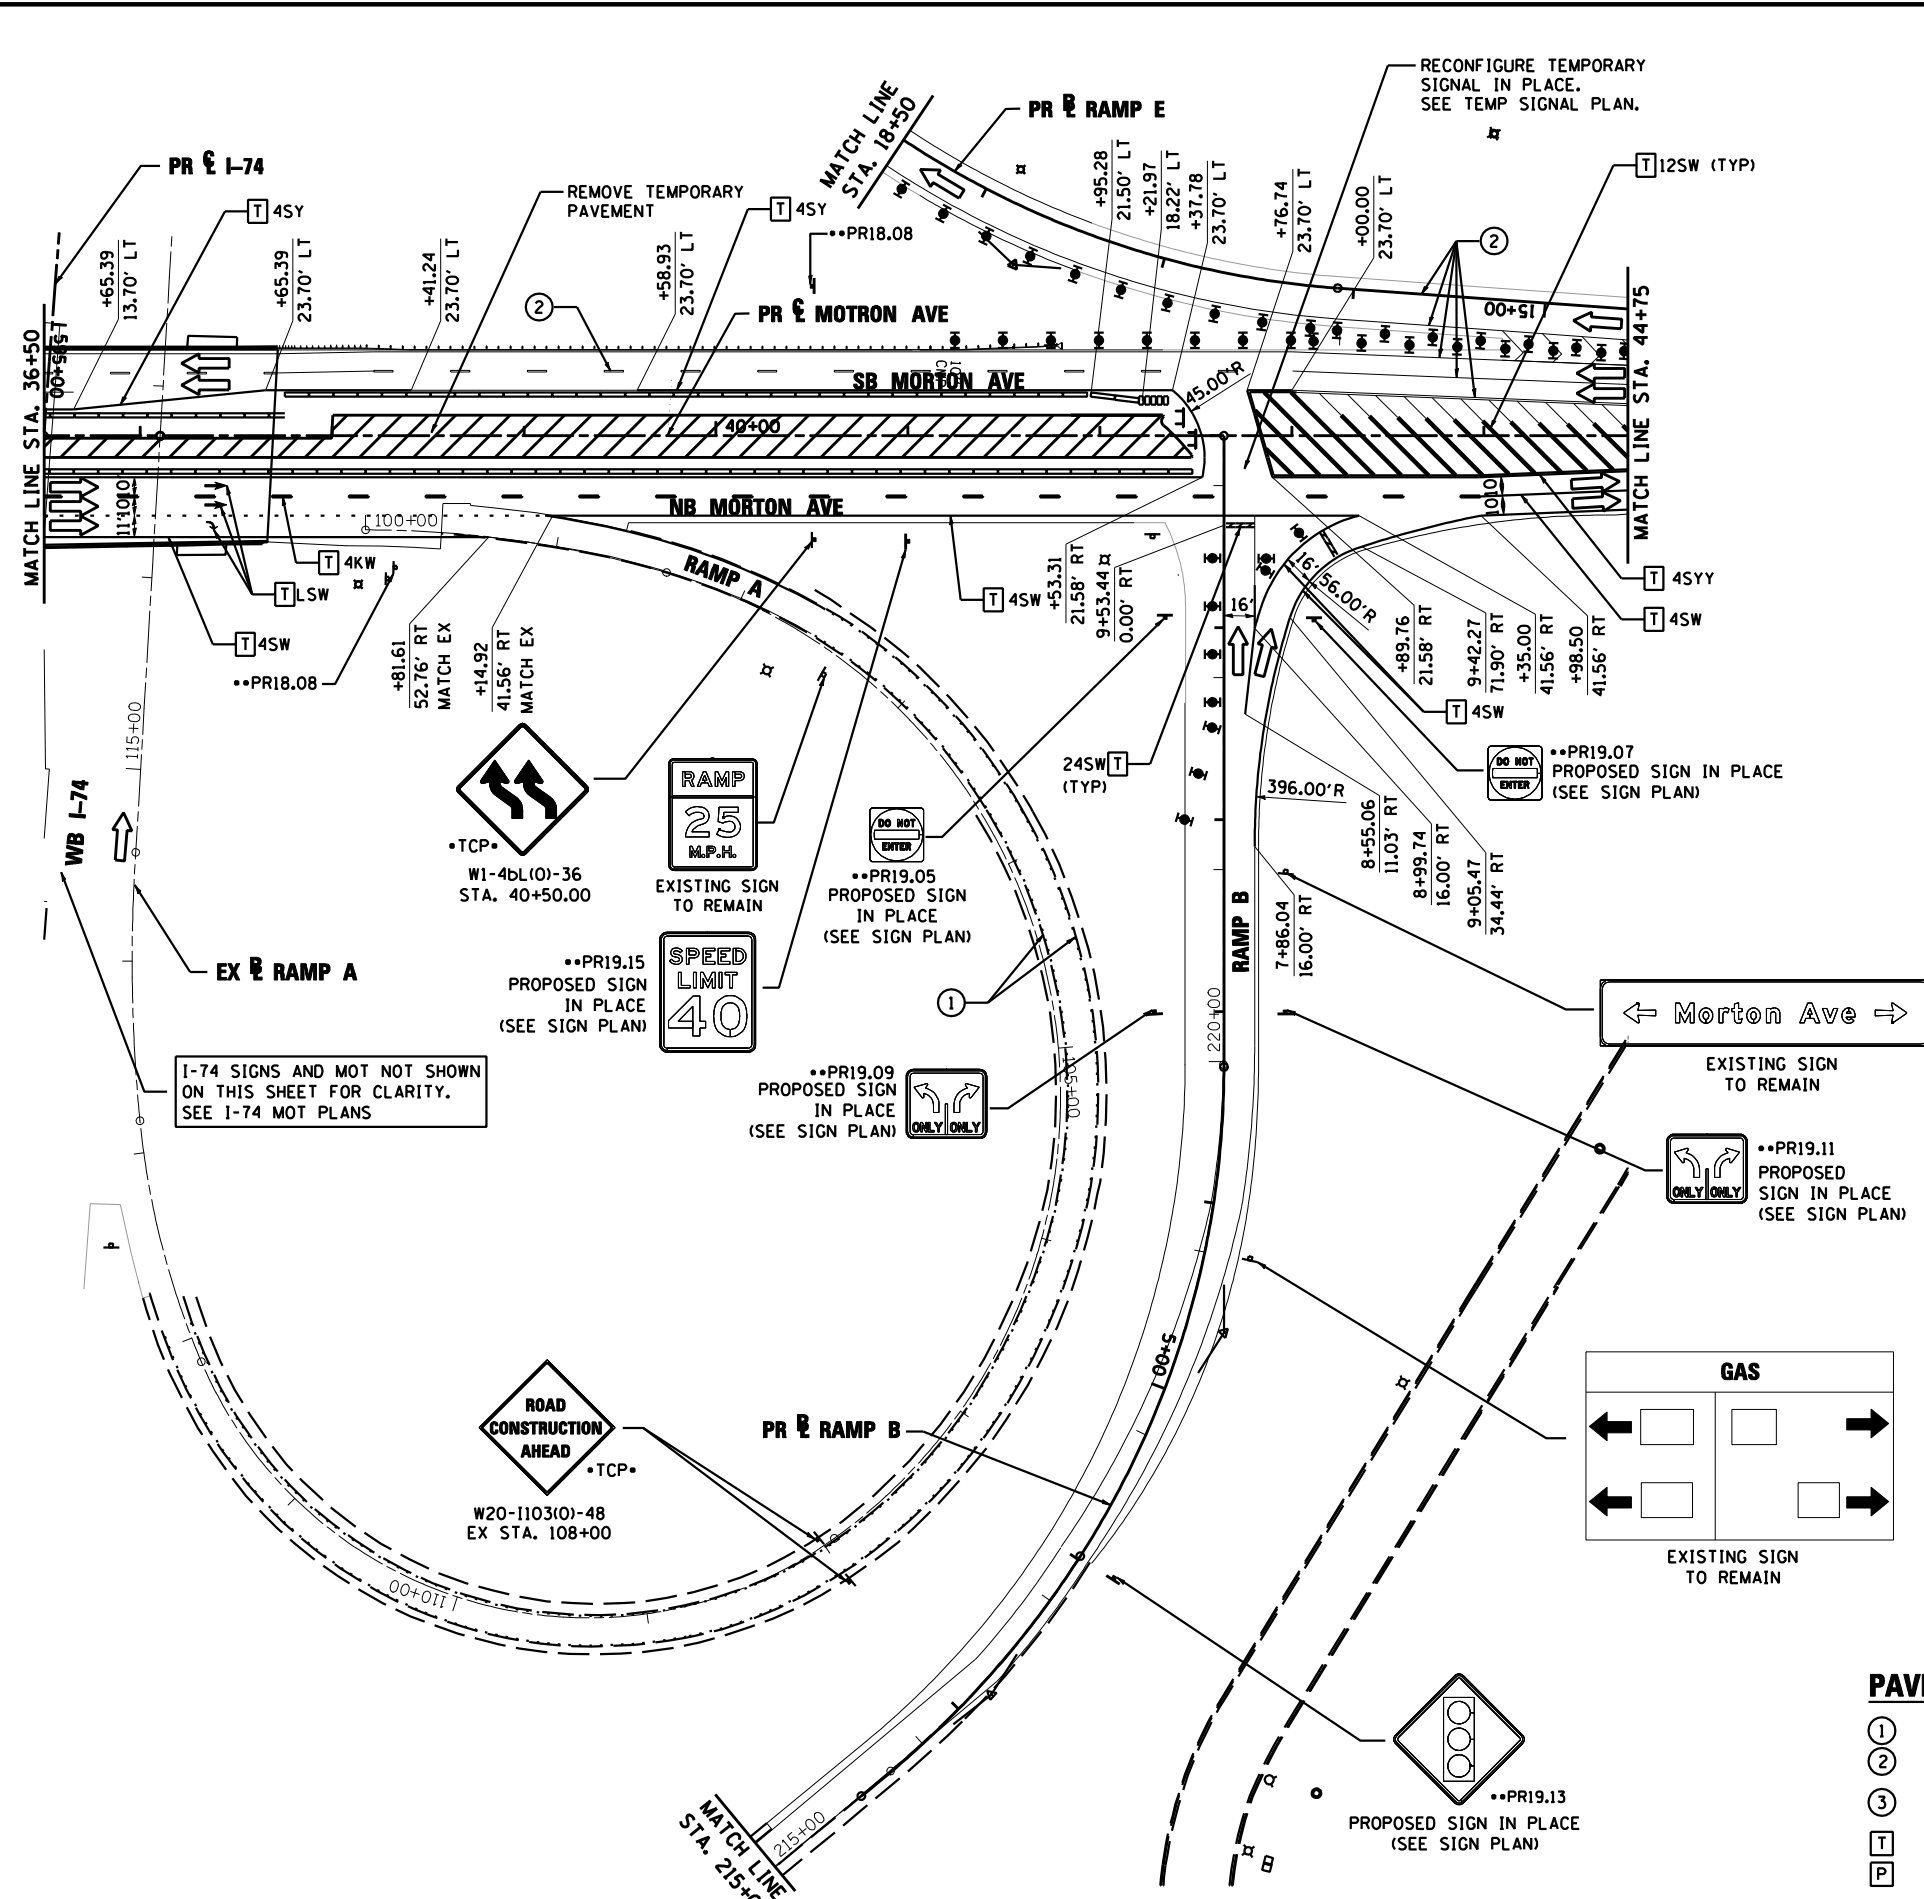 RECONFIGURE TEMPORARY
SIGNAL IN PLACE.
SEE TEMP SIGNAL PLAN.
MATCH LINE
STA. 18+50
PR ℄ I-74
PR BL RAMP E
T 12SW (TYP)
REMOVE TEMPORARY
PAVEMENT
T 4SY
T 4SY
••PR18.08
+65.39
13.70' LT
+65.39
23.70' LT
+41.24
23.70' LT
+58.93
23.70' LT
+95.28
21.50' LT
+21.97
18.22' LT
+37.78
23.70' LT
+76.74
23.70' LT
+00.00
23.70' LT
2
2
PR ℄ MOTRON AVE
15+00
MATCH LINE STA. 36+50
MATCH LINE STA. 44+75
SB MORTON AVE
45.00'R
40+00
NB MORTON AVE
11'1010'
1010
100+00
RAMP A
T 4KW
T LSW
T 4SW
••PR18.08
+81.61
52.76' RT
MATCH EX
+14.92
41.56' RT
MATCH EX
T 4SW
+53.31
21.58' RT
9+53.44
0.00' RT
16'
16'
56.00'R
+89.76
21.58' RT
9+42.27
71.90' RT
+35.00
41.56' RT
+98.50
41.56' RT
T 4SYY
T 4SW
T 4SW
115+00
WB I-74
•TCP•
W1-4bL(O)-36
STA. 40+50.00
RAMP
25
M.P.H.
EXISTING SIGN
TO REMAIN
DO NOT
ENTER
••PR19.05
PROPOSED SIGN
IN PLACE
(SEE SIGN PLAN)
24SW T
(TYP)
396.00'R
8+55.06
11.03' RT
8+99.74
16.00' RT
9+05.47
34.44' RT
7+86.04
16.00' RT
DO NOT
ENTER
••PR19.07
PROPOSED SIGN IN PLACE
(SEE SIGN PLAN)
EX BL RAMP A
••PR19.15
PROPOSED SIGN
IN PLACE
(SEE SIGN PLAN)
SPEED
LIMIT
40
1
RAMP B
220+00
105+00
Morton Ave
EXISTING SIGN
TO REMAIN
I-74 SIGNS AND MOT NOT SHOWN
ON THIS SHEET FOR CLARITY.
SEE I-74 MOT PLANS
••PR19.09
PROPOSED SIGN
IN PLACE
(SEE SIGN PLAN)
ONLY ONLY
ONLY ONLY
••PR19.11
PROPOSED
SIGN IN PLACE
(SEE SIGN PLAN)
5+00
GAS
EXISTING SIGN
TO REMAIN
ROAD
CONSTRUCTION
AHEAD
•TCP•
W20-I103(O)-48
EX STA. 108+00
PR BL RAMP B
110+00
215+00
MATCH LINE
••PR19.13
PROPOSED SIGN IN PLACE
(SEE SIGN PLAN)
1
2
3
T
P